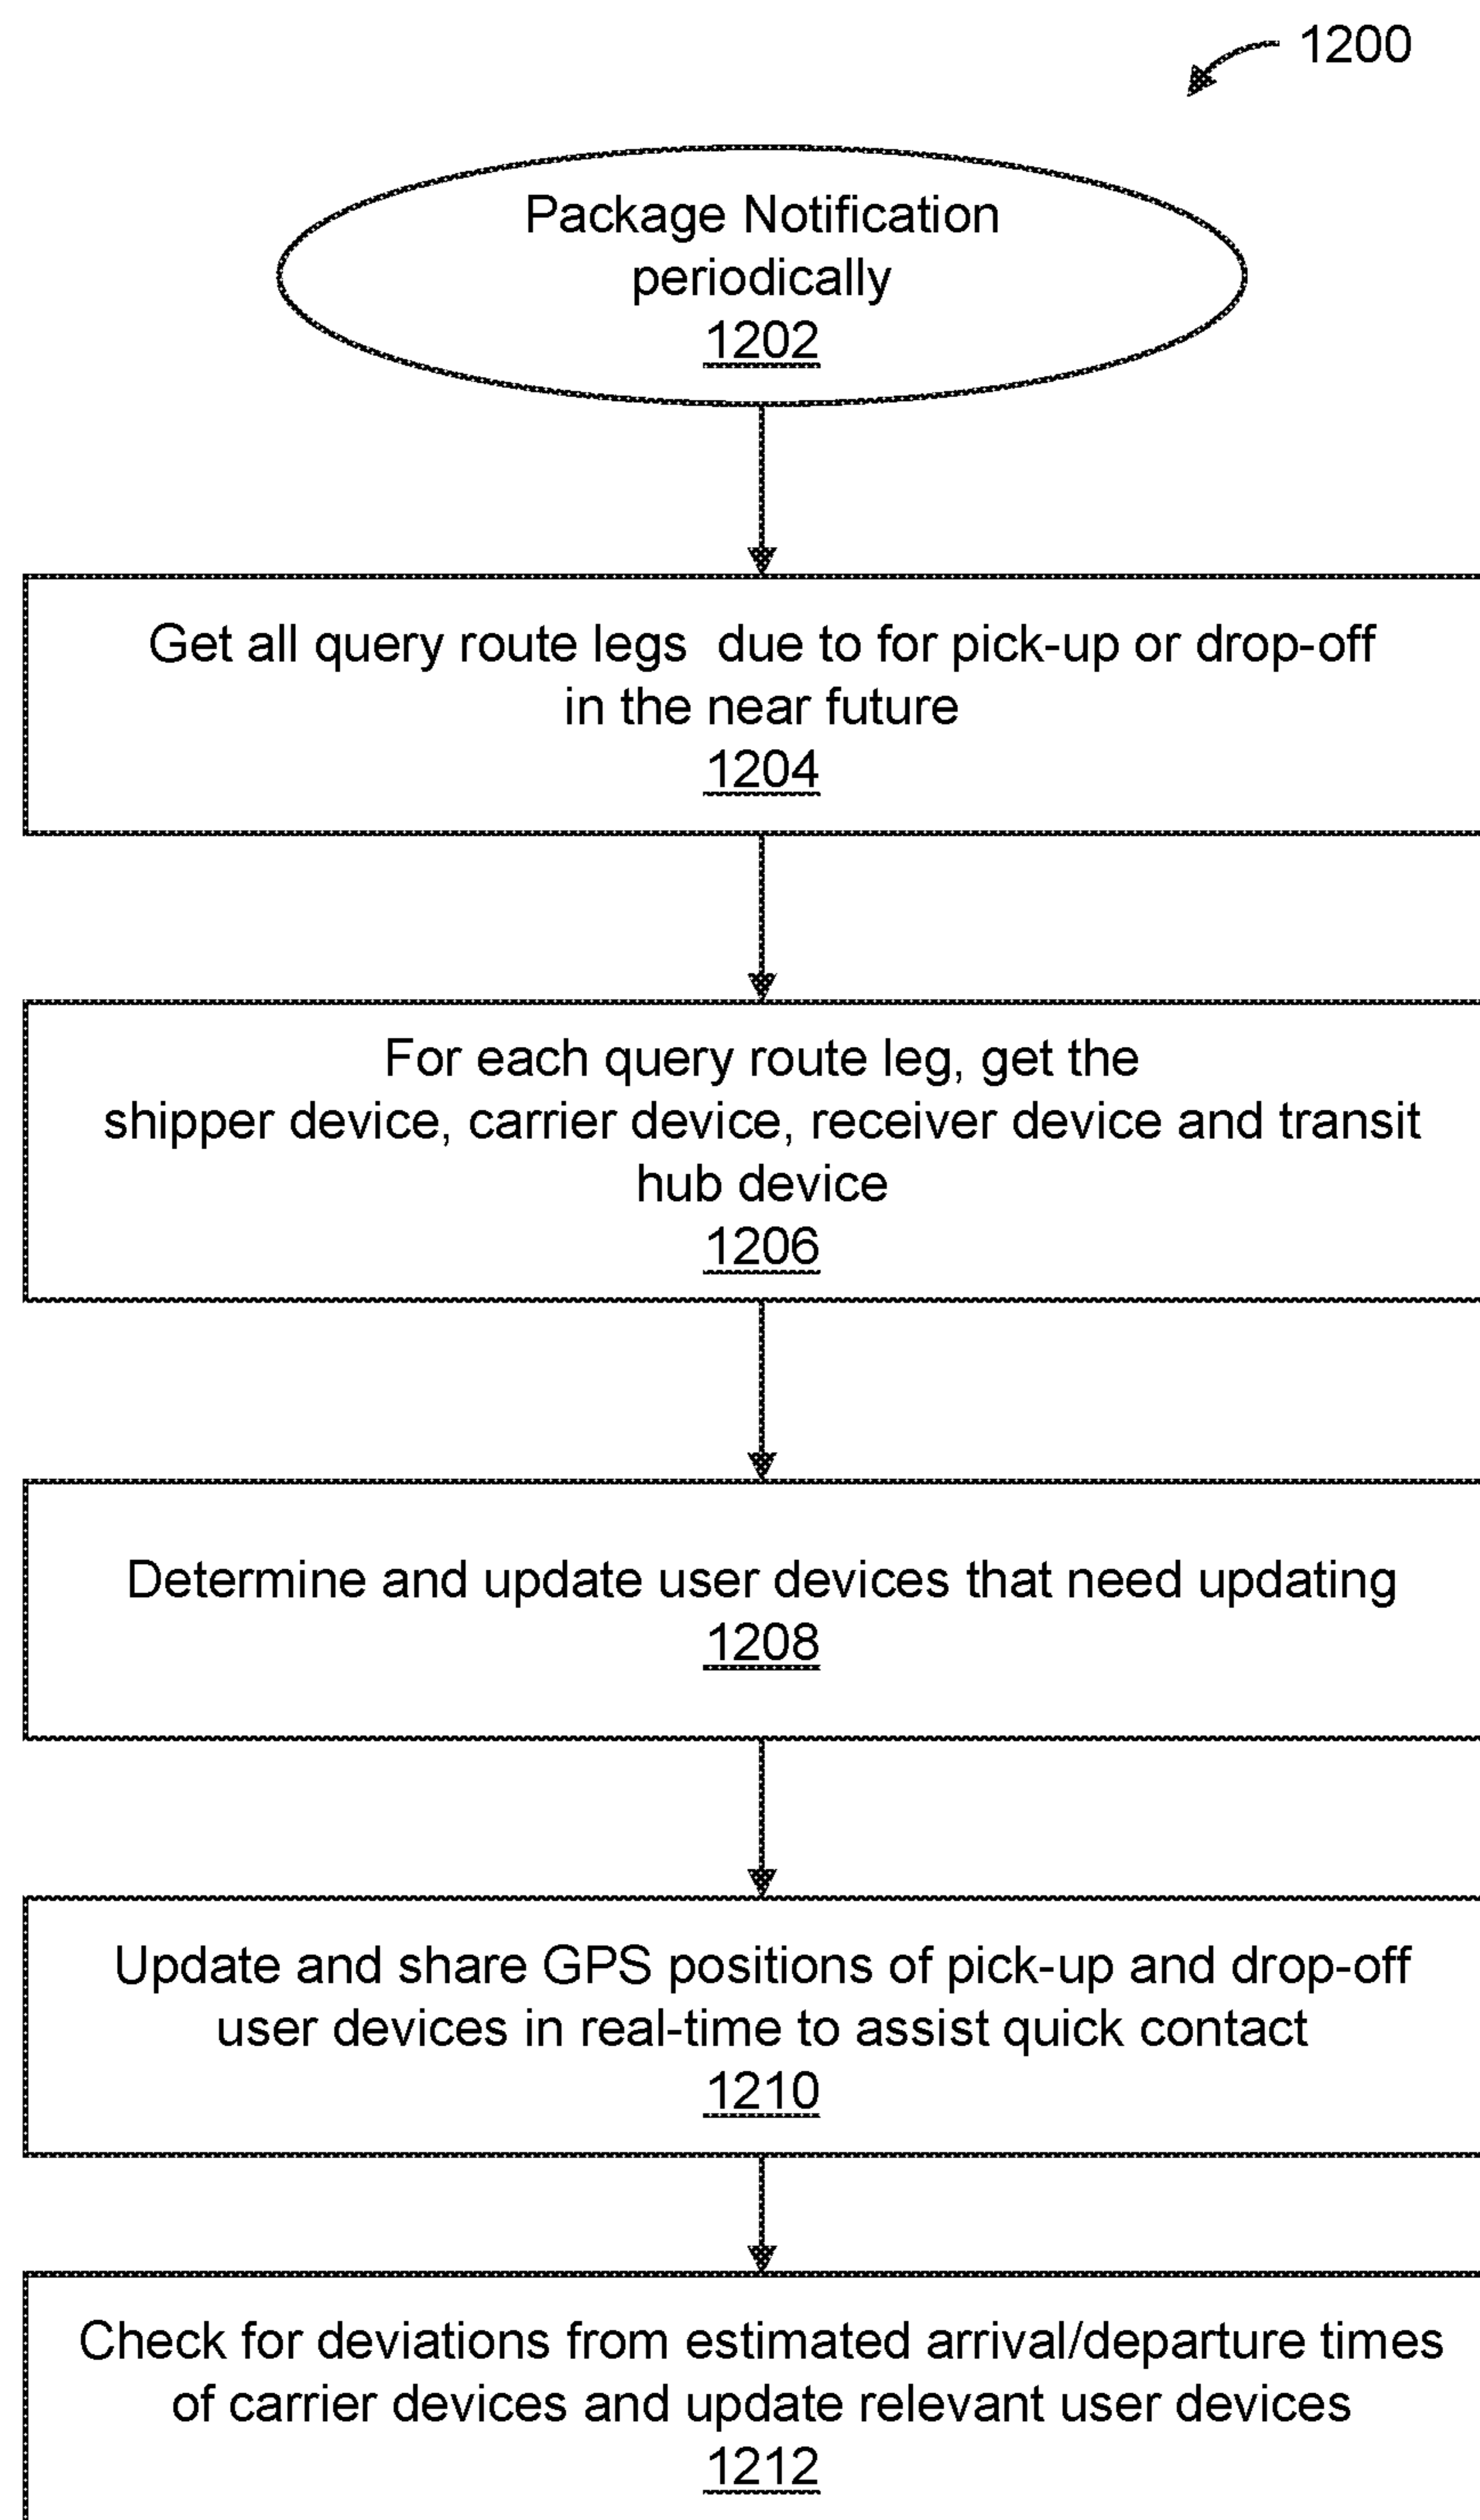 1200
Package Notification
periodically
1202
Get all query route legs  due to for pick-up or drop-off
in the near future
1204
For each query route leg, get the
shipper device, carrier device, receiver device and transit
hub device
1206
Determine and update user devices that need updating
1208
Update and share GPS positions of pick-up and drop-off
user devices in real-time to assist quick contact
1210
Check for deviations from estimated arrival/departure times
of carrier devices and update relevant user devices
1212